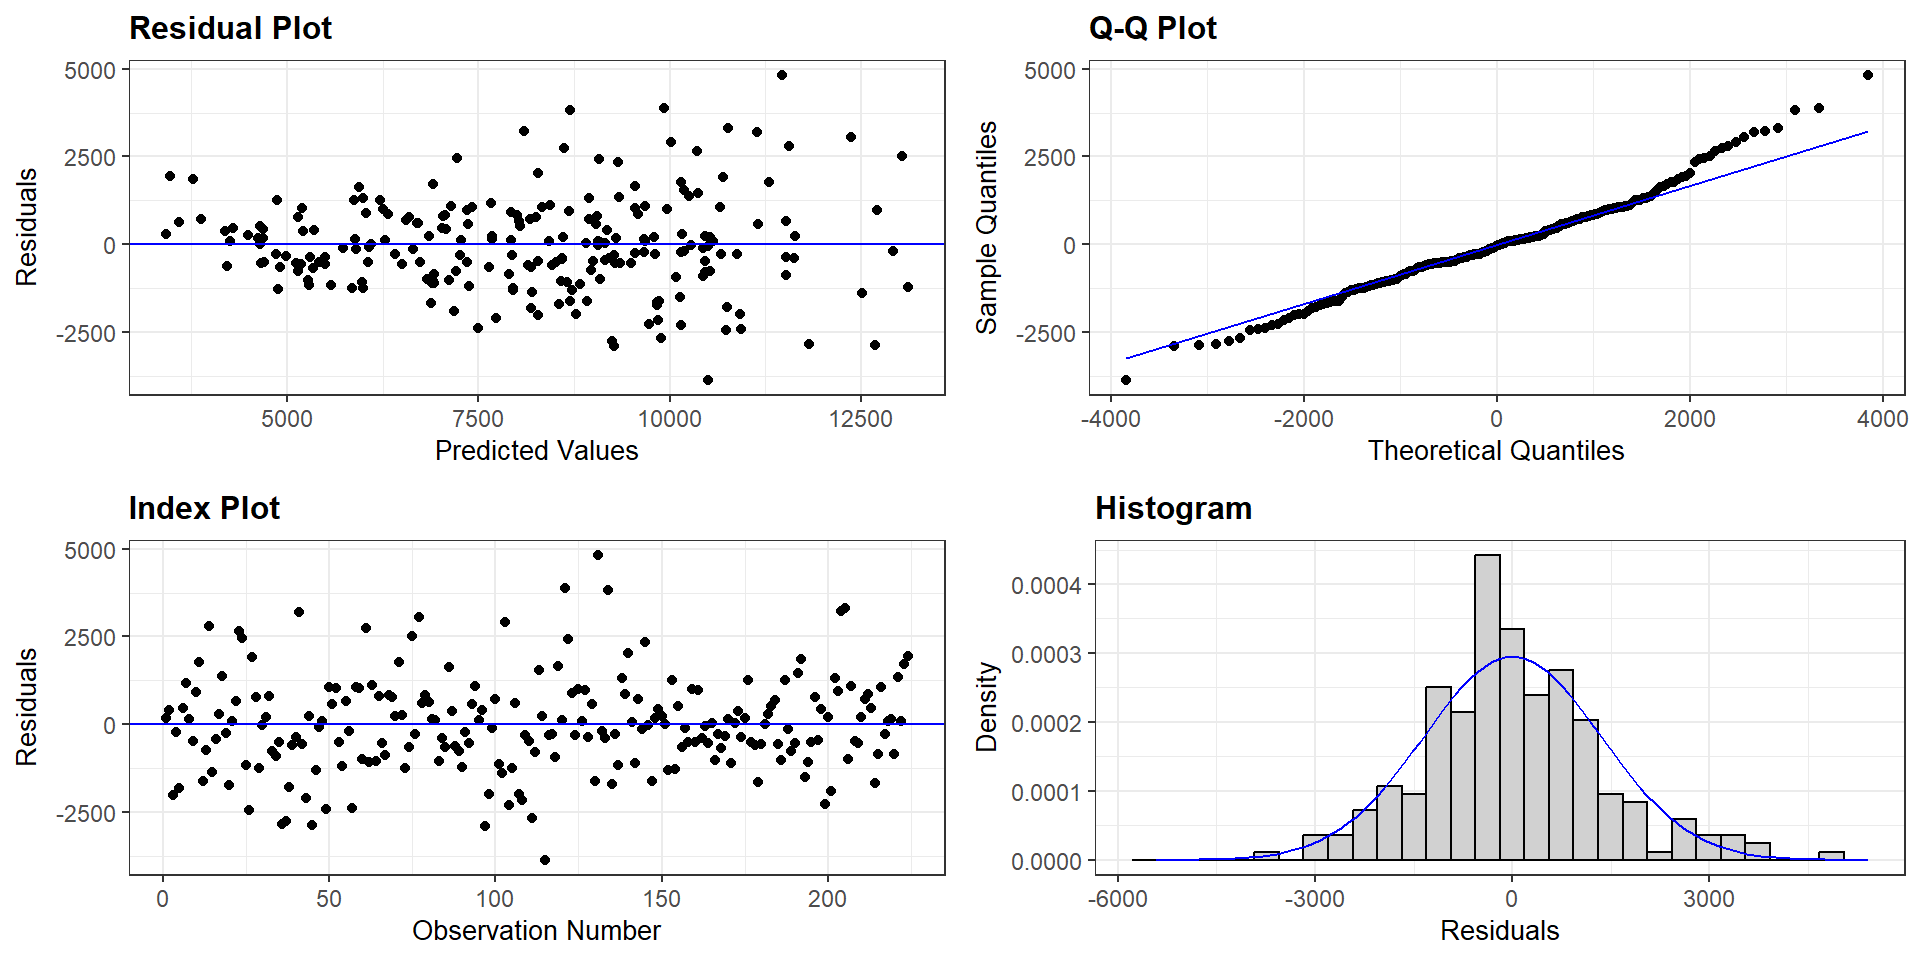 Residual Plot
5000
2500
0
-2500
Residuals
5000
7500
10000
12500
Predicted Values
Q-Q Plot
5000
2500
0
-2500
Sample Quantiles
-4000
-2000
0
2000
4000
Theoretical Quantiles
Index Plot
5000
2500
0
-2500
Residuals
0
50
100
150
200
Observation Number
Histogram
0.0004
0.0003
0.0002
0.0001
0.0000
Density
-6000
-3000
0
3000
Residuals